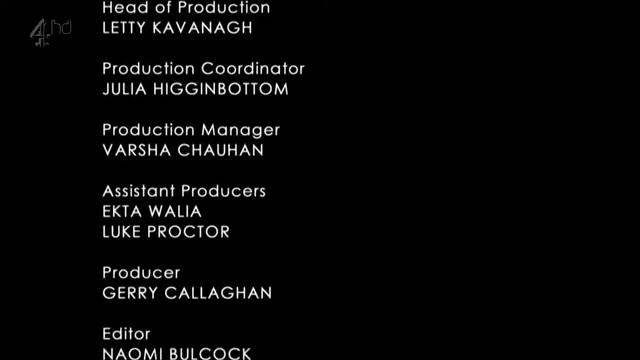 4hd
Head of Production
LETTY KAVANAGH
Production Coordinator
JULIA HIGGINBOTTOM
Production Manager
VARSHA CHAUHAN
Assistant Producers
EKTA WALIA
LUKE PROCTOR
Producer
GERRY CALLAGHAN
Editor
NAOMI BULCOCK